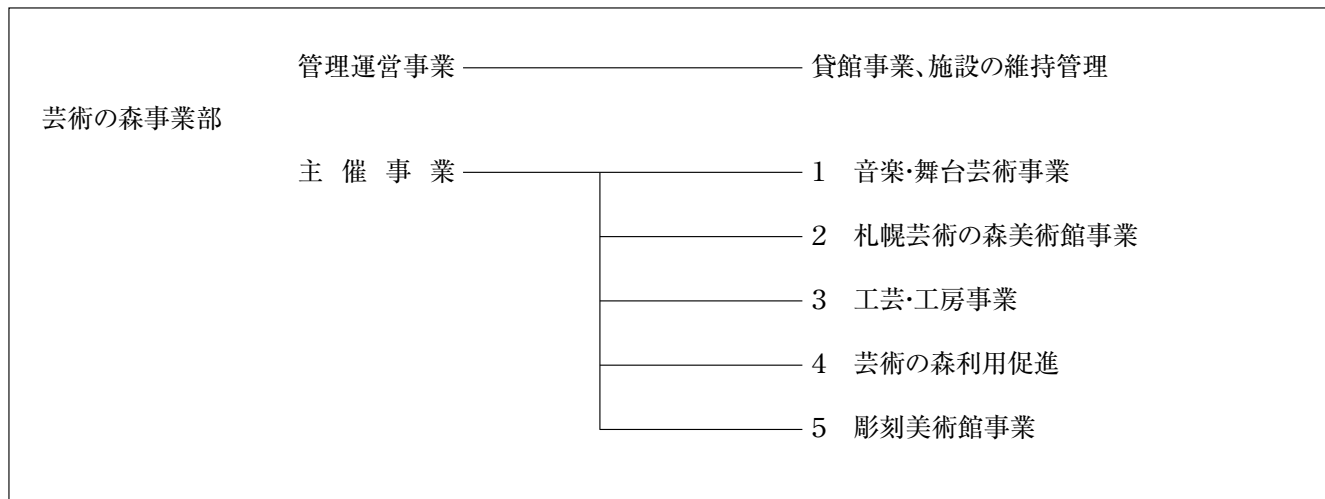 管理運営事業 貸館事業、施設の維持管理
芸術の森事業部
主催事業 1 音楽・舞台芸術事業
2 札幌芸術の森美術館事業
3 工芸・工房事業
4 芸術の森利用促進
5 彫刻美術館事業